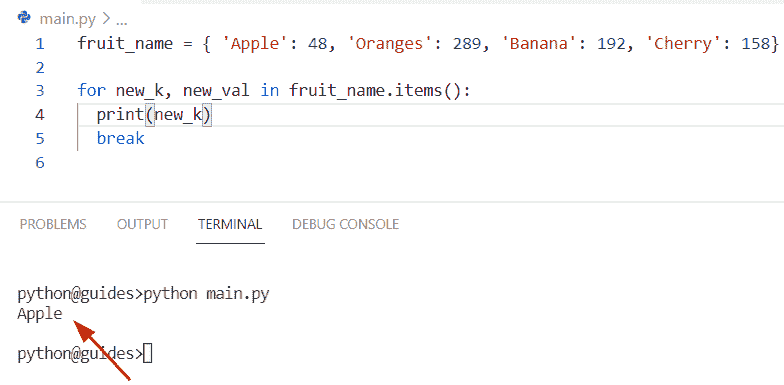 main.py > ...
1 fruit_name = { 'Apple': 48, 'Oranges': 289, 'Banana': 192, 'Cherry': 158}
2
3 for new_k, new_val in fruit_name.items():
4   print(new_k)
5   break
6
PROBLEMS OUTPUT TERMINAL DEBUG CONSOLE
python@guides>python main.py
Apple
python@guides>